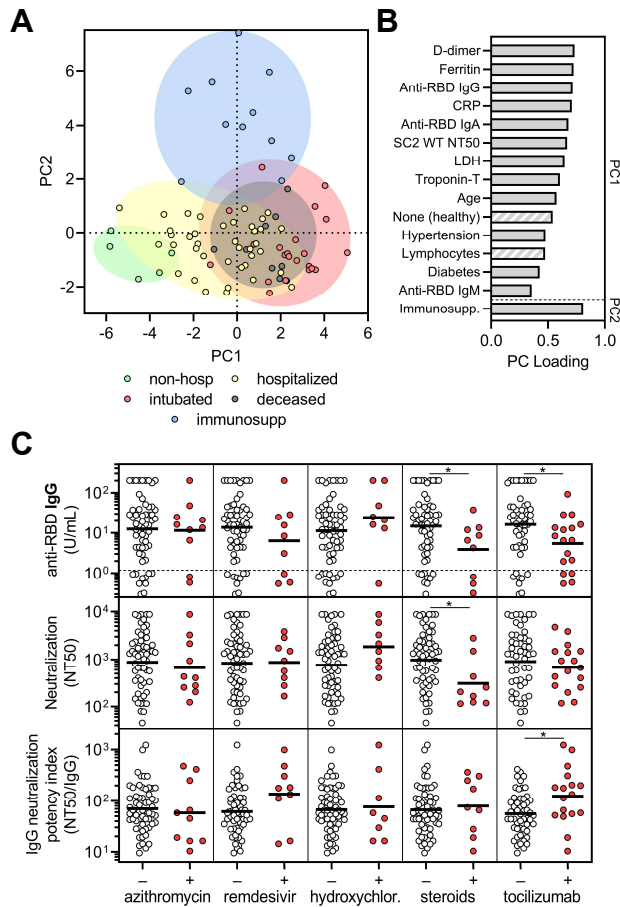 A
6
4
2
0
-2
PC2
-6
-4
-2
0
2
4
6
PC1
non-hosp
hospitalized
intubated
deceased
immunosupp
B
D-dimer
Ferritin
Anti-RBD IgG
CRP
Anti-RBD IgA
SC2 WT NT50
LDH
Troponin-T
Age
None (healthy)
Hypertension
Lymphocytes
Diabetes
Anti-RBD IgM
Immunosupp.
PC1
PC2
0.0
0.5
1.0
PC Loading
C
anti-RBD IgG
(U/mL)
10²
10¹
10⁰
*
*
Neutralization
(NT50)
10⁴
10³
10²
*
IgG neutralization
potency index
(NT50/IgG)
10³
10²
10¹
*
– + – + – + – + – +
azithromycin remdesivir hydroxychlor. steroids tocilizumab